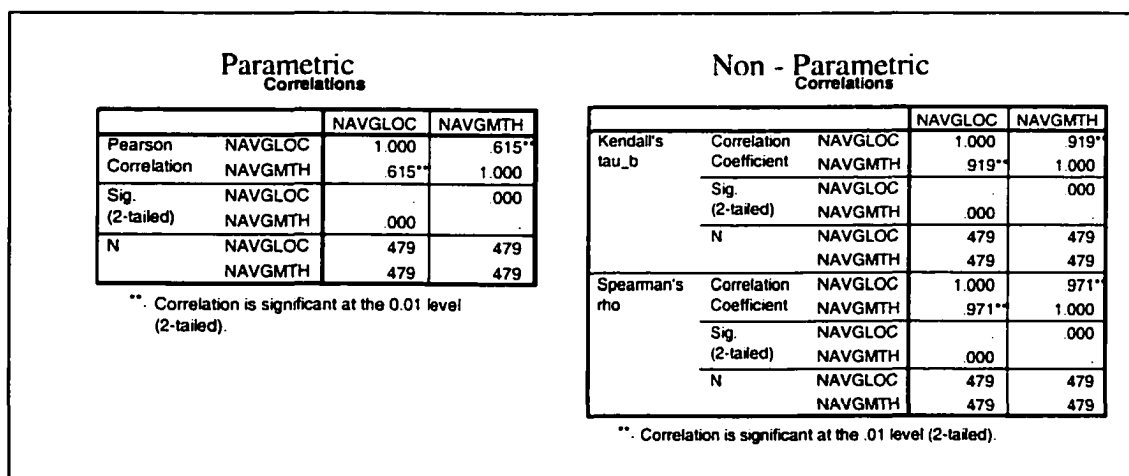 Parametric
Correlations
NAVGLOC NAVGMTH
Pearson NAVGLOC 1.000 .615**
Correlation NAVGMTH .615** 1.000
Sig. NAVGLOC . .000
(2-tailed) NAVGMTH .000 .
N NAVGLOC 479 479
NAVGMTH 479 479
**. Correlation is significant at the 0.01 level
(2-tailed).
Non - Parametric
Correlations
NAVGLOC NAVGMTH
Kendall's Correlation NAVGLOC 1.000 .919**
tau_b Coefficient NAVGMTH .919** 1.000
Sig. NAVGLOC . .000
(2-tailed) NAVGMTH .000 .
N NAVGLOC 479 479
NAVGMTH 479 479
Spearman's Correlation NAVGLOC 1.000 .971**
rho Coefficient NAVGMTH .971** 1.000
Sig. NAVGLOC . .000
(2-tailed) NAVGMTH .000 .
N NAVGLOC 479 479
NAVGMTH 479 479
**. Correlation is significant at the .01 level (2-tailed).